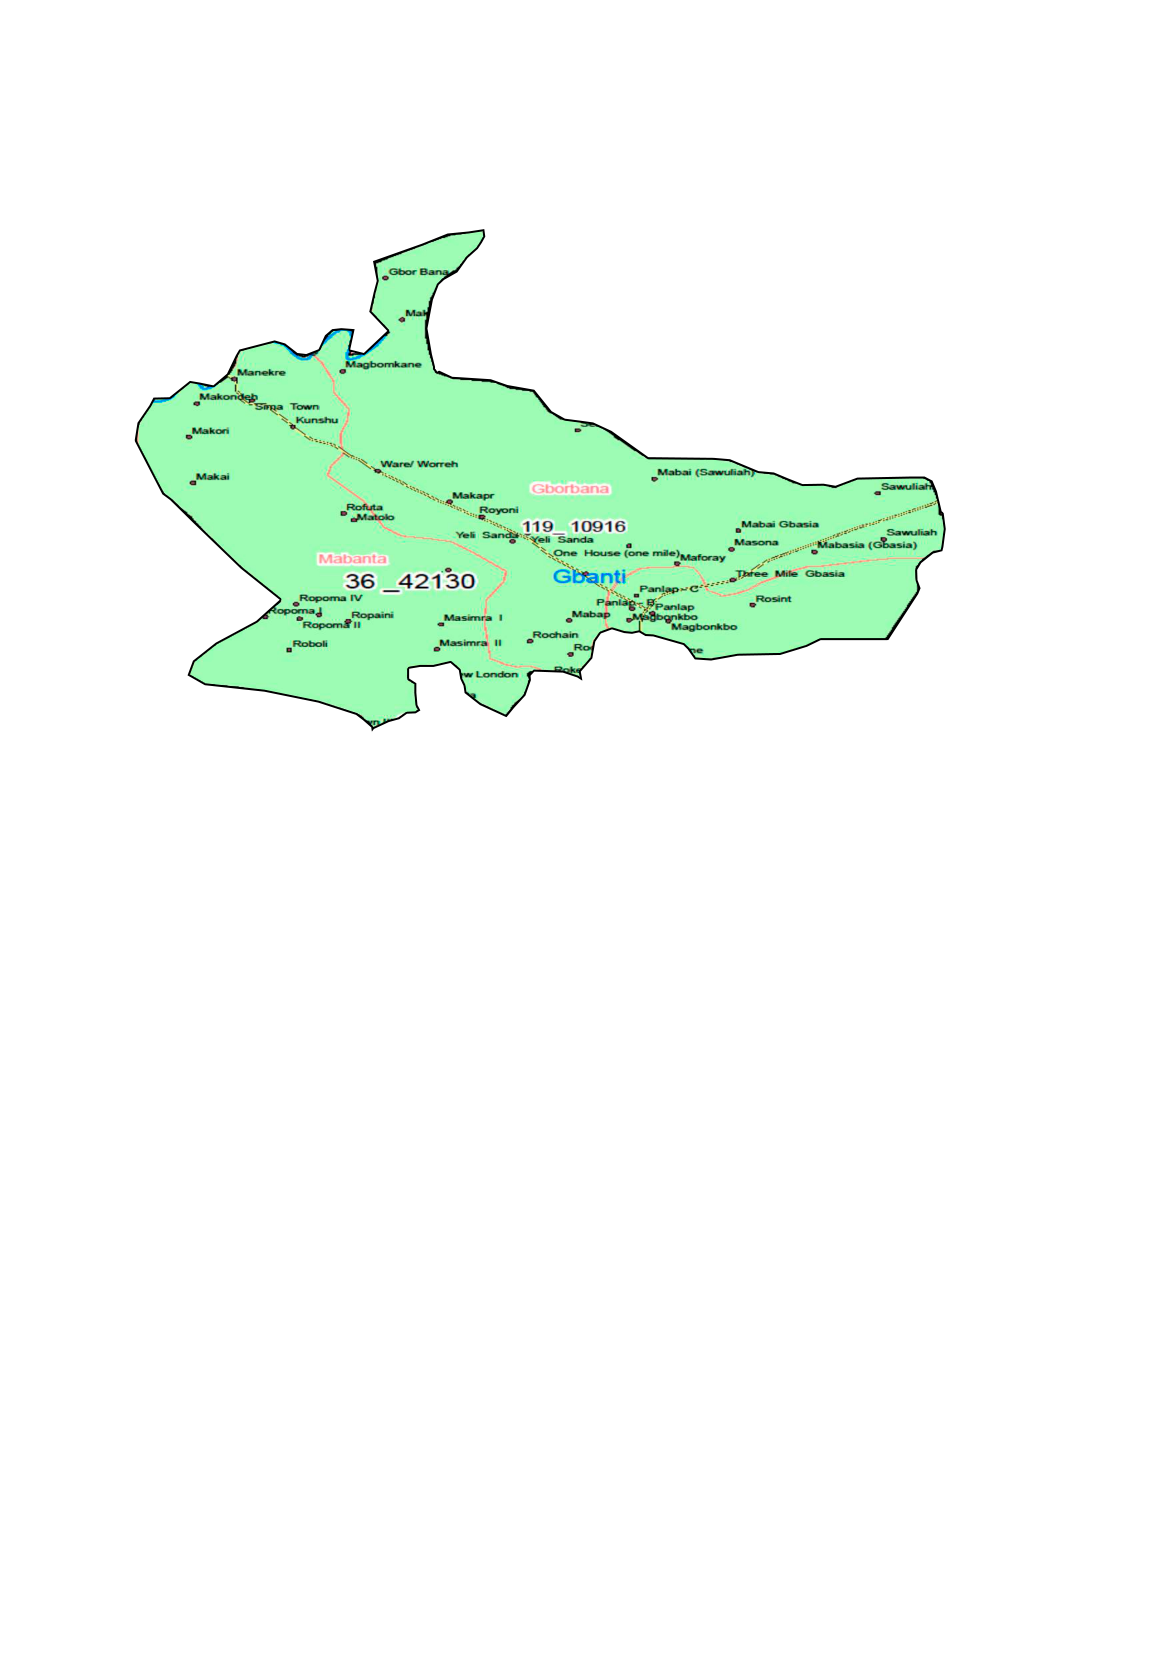 Gbor Bana
Mak
Magbomkane
Manekre
Makondeh
Sima Town
Kunshu
Makori
Ware/ Worreh
Mabai (Sawuliah)
Makai
Gborbana
Sawuliah
Makapr
Rofuta
Royoni
Matolo
119_ 10916
Mabai Gbasia
Yeli Sanda
Yeli Sanda
Sawuliah
Masona
Mabasia (Gbasia)
One House (one mile)
Maforay
Mabanta
36 _42130
Gbanti
Three Mile Gbasia
Panlap C
Ropoma IV
Panlap B
Rosint
Ropoma I
Panlap
Ropaini
Masimra I
Mabap
Magbonkbo
Ropoma II
Magbonkbo
Rochain
Roboli
Masimra II
Ro
ne
ew London
Roke